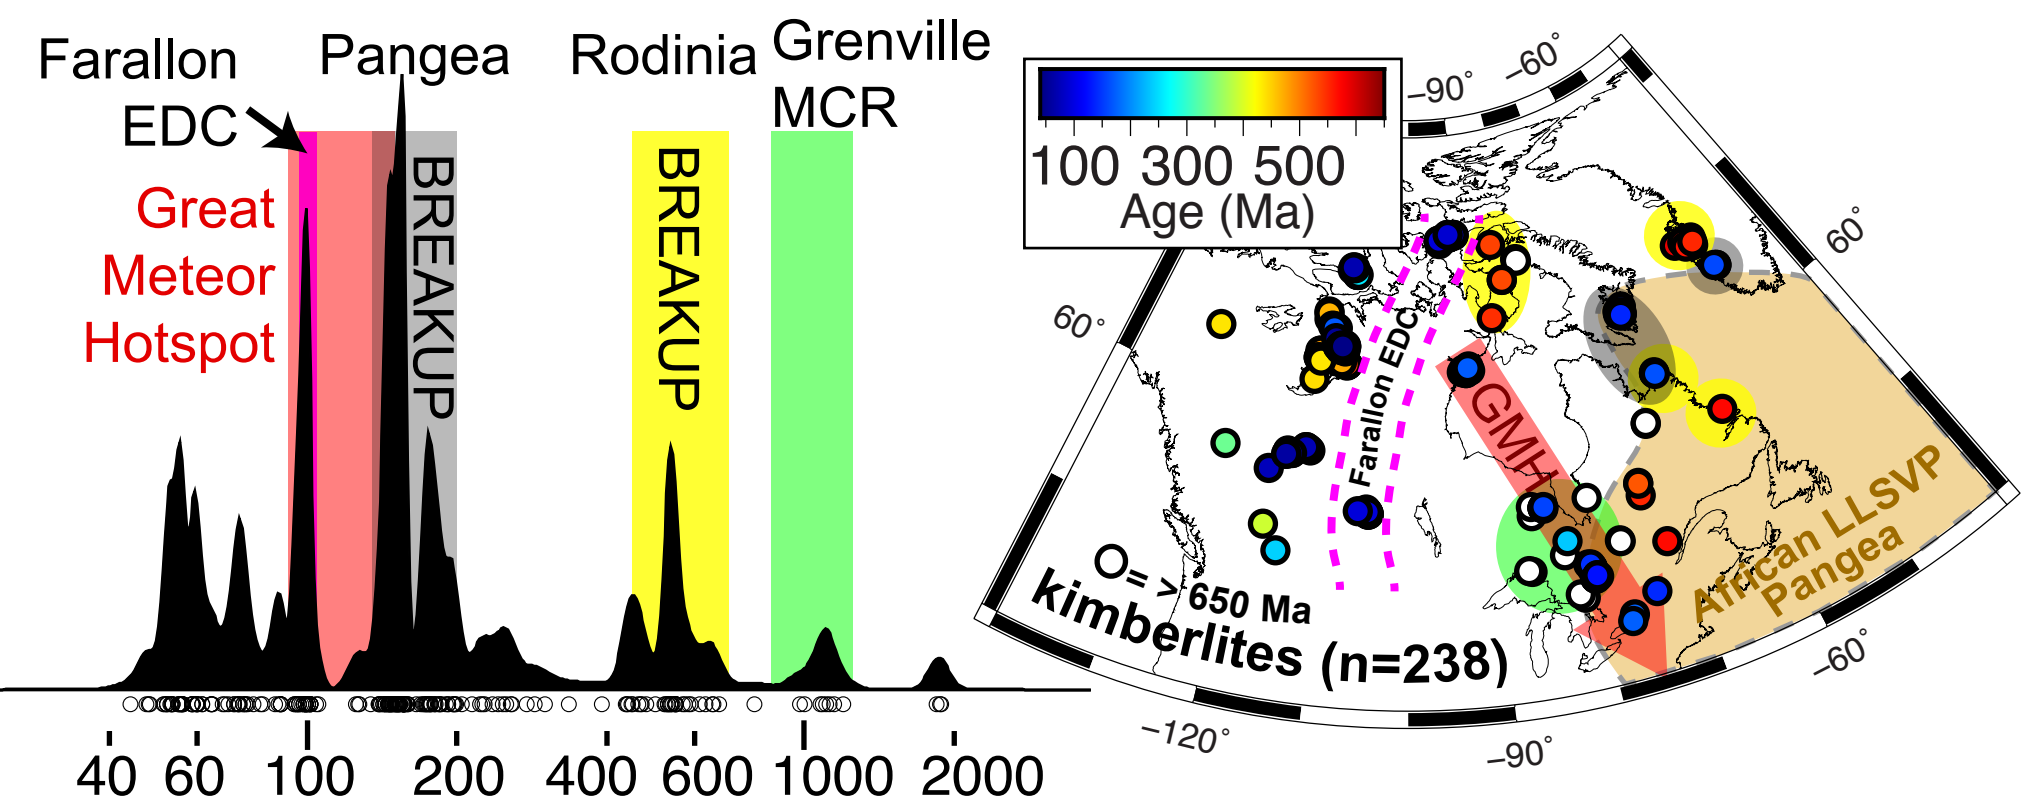 Farallon
EDC
Great
Meteor
Hotspot
Pangea
BREAKUP
Rodinia
BREAKUP
Grenville
MCR
40 60 100 200 400 600 1000 2000
100 300 500
Age (Ma)
−90°
−60°
60°
60°
−120°
−90°
−60°
Farallon EDC
GMH
African LLSVP
Pangea
= > 650 Ma
kimberlites (n=238)